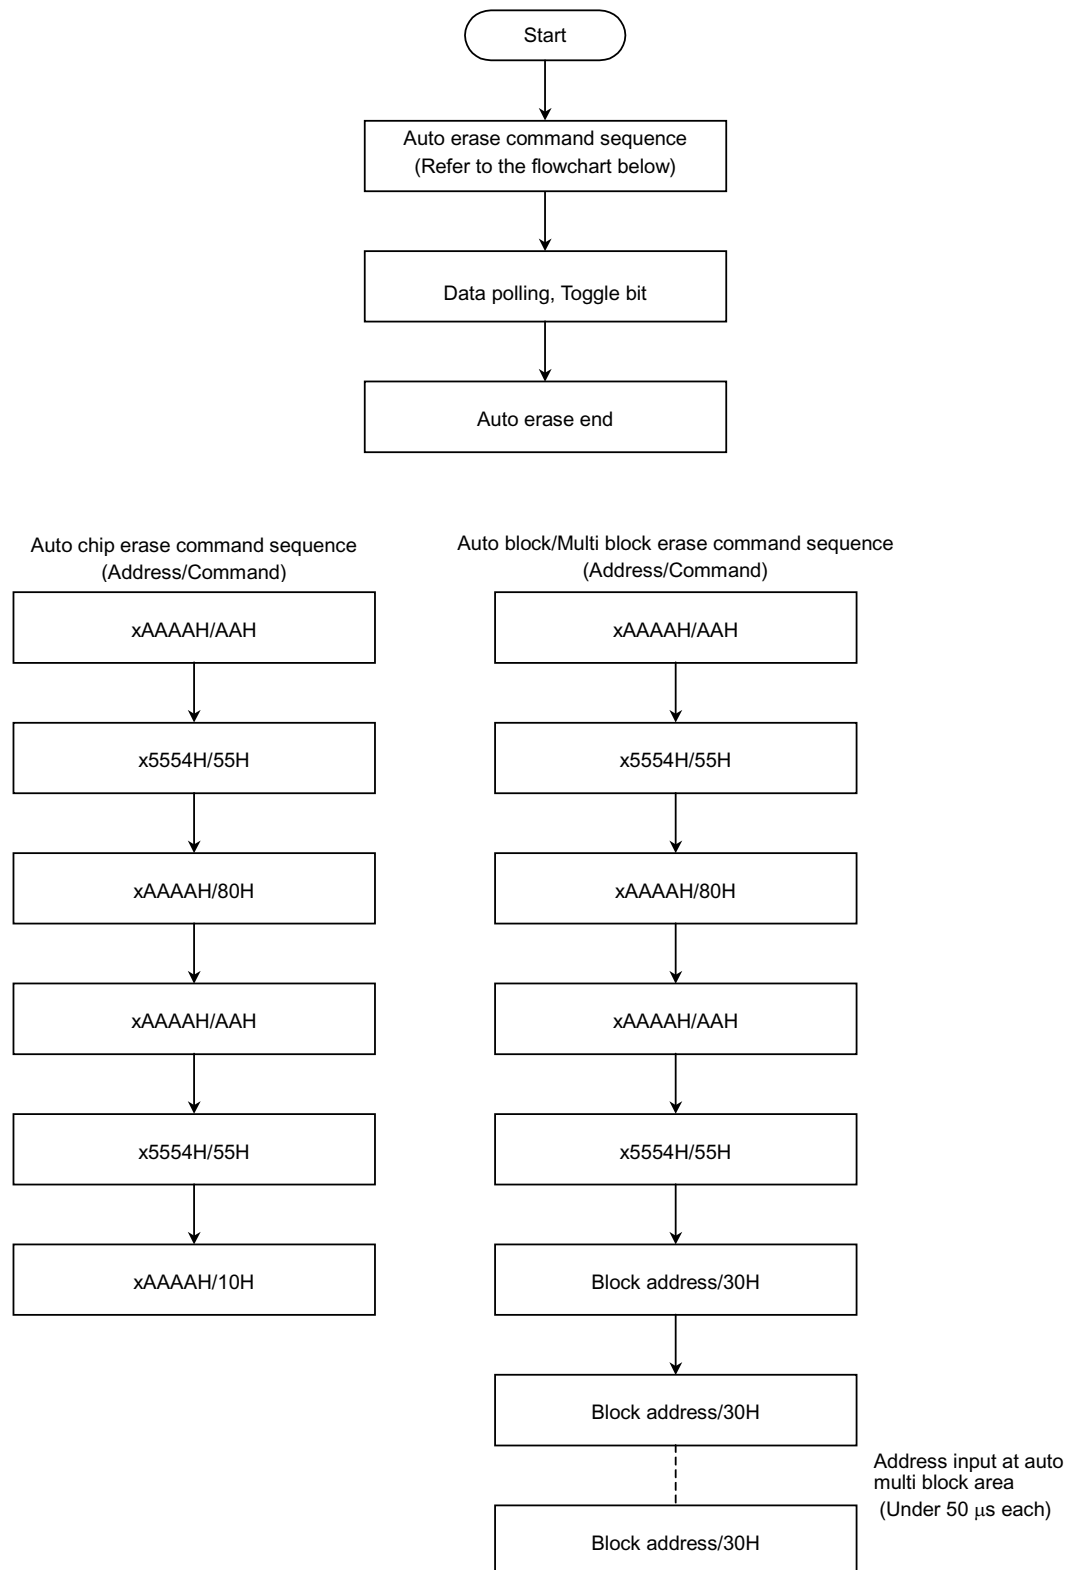 Start
Auto erase command sequence
(Refer to the flowchart below)
Data polling, Toggle bit
Auto erase end
Auto chip erase command sequence
(Address/Command)
xAAAAH/AAH
x5554H/55H
xAAAAH/80H
xAAAAH/AAH
x5554H/55H
xAAAAH/10H
Auto block/Multi block erase command sequence
(Address/Command)
xAAAAH/AAH
x5554H/55H
xAAAAH/80H
xAAAAH/AAH
x5554H/55H
Block address/30H
Block address/30H
Address input at auto
multi block area
(Under 50 μs each)
Block address/30H